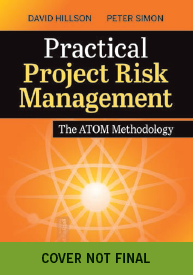 DAVID HILLSON PETER SIMON
Practical
Project Risk
Management
The ATOM Methodology
COVER NOT FINAL